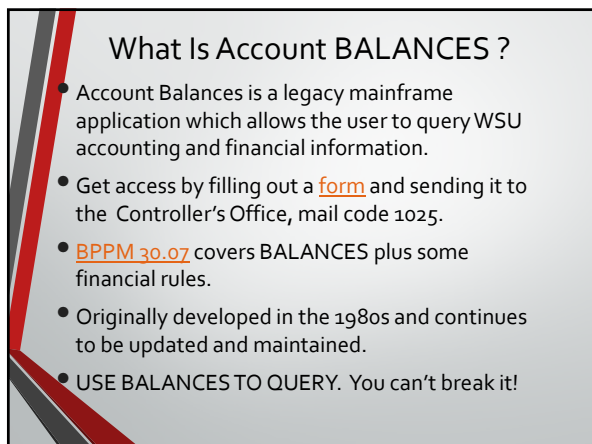 What Is Account BALANCES ?
• Account Balances is a legacy mainframe
application which allows the user to query WSU
accounting and financial information.
• Get access by filling out a form and sending it to
the Controller's Office, mail code 1025.
• BPPM 30.07 covers BALANCES plus some
financial rules.
• Originally developed in the 1980s and continues
to be updated and maintained.
• USE BALANCES TO QUERY. You can't break it!